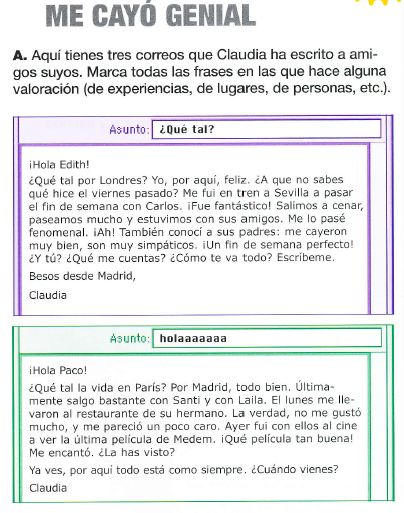 ME CAYÓ GENIAL
A. Aquí tienes tres correos que Claudia ha escrito a ami-
gos suyos. Marca todas las frases en las que hace alguna
valoración (de experiencias, de lugares, de personas, etc.).
Asunto: ¿Qué tal?
¡Hola Edith!
¿Qué tal por Londres? Yo, por aquí, feliz. ¿A que no sabes
qué hice el viernes pasado? Me fui en tren a Sevilla a pasar
el fin de semana con Carlos. ¡Fue fantástico! Salimos a cenar,
paseamos mucho y estuvimos con sus amigos. Me lo pasé
fenomenal. ¡Ah! También conocí a sus padres: me cayeron
muy bien, son muy simpáticos. ¡Un fin de semana perfecto!
¿Y tú? ¿Qué me cuentas? ¿Cómo te va todo? Escríbeme.
Besos desde Madrid,
Claudia
Asunto: holaaaaaaa
¡Hola Paco!
¿Qué tal la vida en París? Por Madrid, todo bien. Última-
mente salgo bastante con Santi y con Laila. El lunes me lle-
varon al restaurante de su hermano. La verdad, no me gustó
mucho, y me pareció un poco caro. Ayer fui con ellos al cine
a ver la última película de Medem. ¡Qué película tan buena!
Me encantó. ¿La has visto?
Ya ves, por aquí todo está como siempre. ¿Cuándo vienes?
Claudia